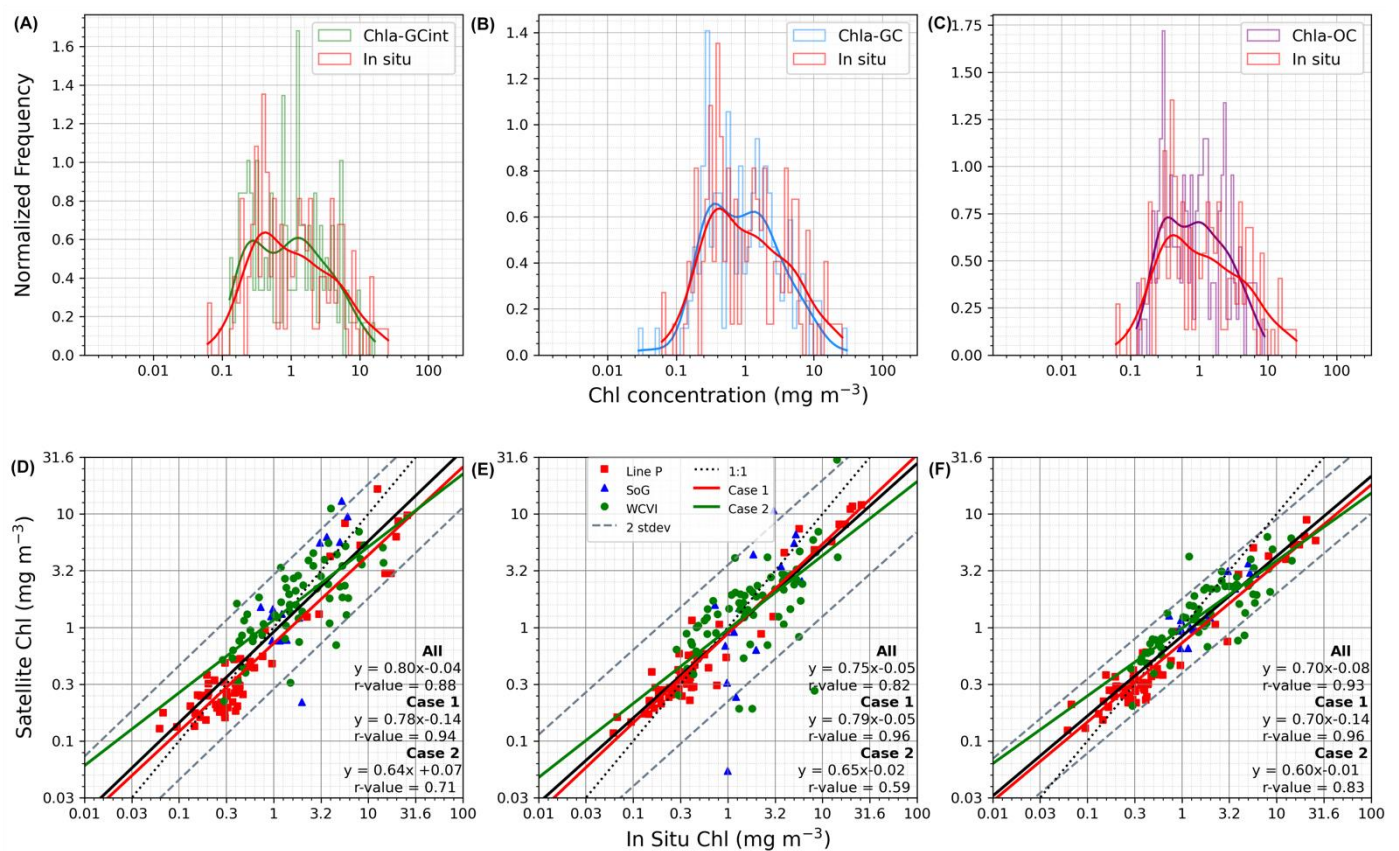 (A)
Chla-GCint
In situ
1.6
1.4
1.2
1.0
0.8
0.6
0.4
0.2
0.0
0.01
0.1
1
10
100
Normalized Frequency
(B)
Chla-GC
In situ
1.4
1.2
1.0
0.8
0.6
0.4
0.2
0.0
0.01
0.1
1
10
100
Chl concentration (mg m⁻³)
(C)
Chla-OC
In situ
1.75
1.50
1.25
1.00
0.75
0.50
0.25
0.00
0.01
0.1
1
10
100
(D)
31.6
10
3.2
1
0.3
0.1
0.03
Satellite Chl (mg m⁻³)
All
y = 0.80x-0.04
r-value = 0.88
Case 1
y = 0.78x-0.14
r-value = 0.94
Case 2
y = 0.64x +0.07
r-value = 0.71
0.01
0.03
0.1
0.3
1
3.2
10
31.6
100
(E)
Line P
SoG
WCVI
2 stdev
1:1
Case 1
Case 2
31.6
10
3.2
1
0.3
0.1
0.03
All
y = 0.75x-0.05
r-value = 0.82
Case 1
y = 0.79x-0.05
r-value = 0.96
Case 2
y = 0.65x-0.02
r-value = 0.59
0.01
0.03
0.1
0.3
1
3.2
10
31.6
100
In Situ Chl (mg m⁻³)
(F)
31.6
10
3.2
1
0.3
0.1
0.03
All
y = 0.70x-0.08
r-value = 0.93
Case 1
y = 0.70x-0.14
r-value = 0.96
Case 2
y = 0.60x-0.01
r-value = 0.83
0.01
0.03
0.1
0.3
1
3.2
10
31.6
100